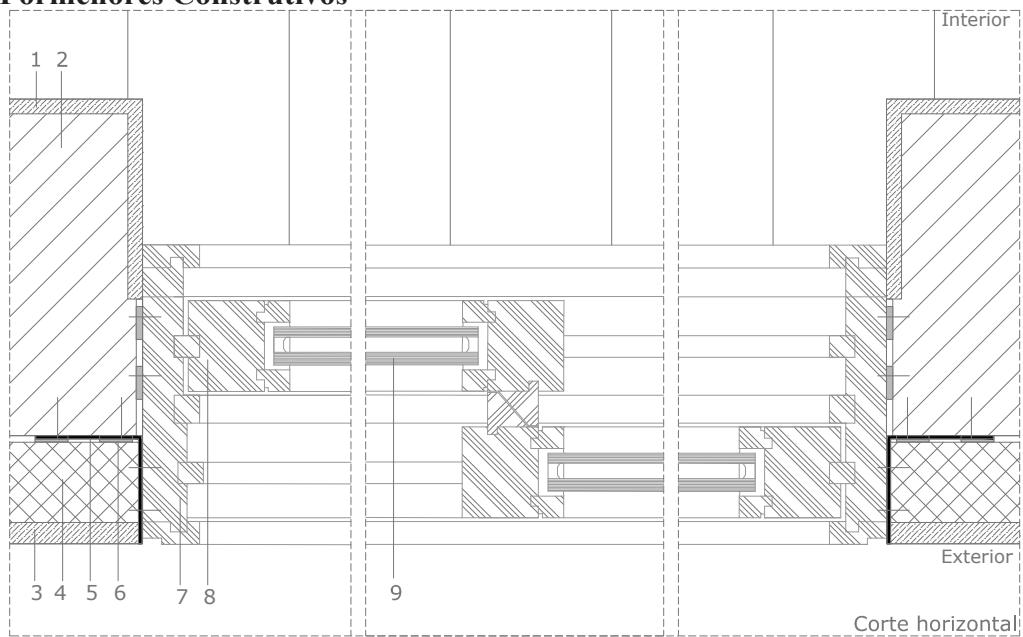 Pormenores Construtivos
Interior
1 2
3 4 5 6 7 8 9
Exterior
Corte horizontal